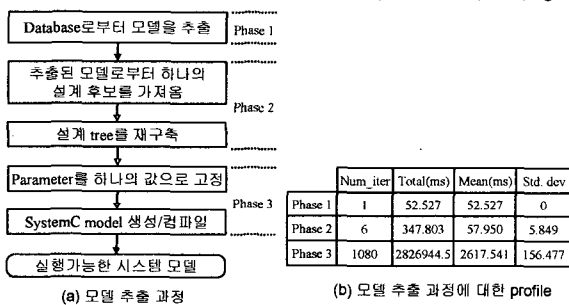 Database로부터 모델을 추출
Phase 1
추출된 모델로부터 하나의
설계 후보를 가져옴
Phase 2
설계 tree를 재구축
Parameter를 하나의 값으로 고정
Phase 3
SystemC model 생성/컴파일
실행가능한 시스템 모델
(a) 모델 추출 과정
Num_iter Total(ms) Mean(ms) Std. dev
Phase 1 1 52.527 52.527 0
Phase 2 6 347.803 57.950 5.849
Phase 3 1080 2826944.5 2617.541 156.477
(b) 모델 추출 과정에 대한 profile